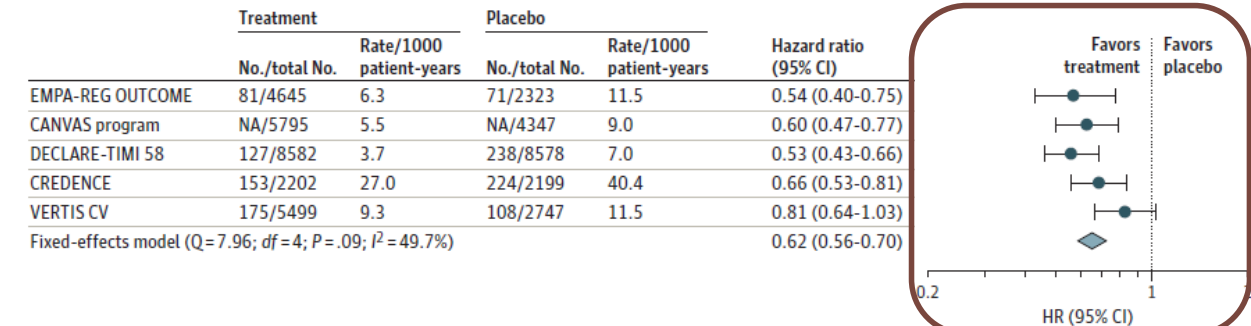 Treatment Placebo
No./total No. Rate/1000 patient-years No./total No. Rate/1000 patient-years Hazard ratio (95% CI) Favors treatment Favors placebo
EMPA-REG OUTCOME 81/4645 6.3 71/2323 11.5 0.54 (0.40-0.75)
CANVAS program NA/5795 5.5 NA/4347 9.0 0.60 (0.47-0.77)
DECLARE-TIMI 58 127/8582 3.7 238/8578 7.0 0.53 (0.43-0.66)
CREDENCE 153/2202 27.0 224/2199 40.4 0.66 (0.53-0.81)
VERTIS CV 175/5499 9.3 108/2747 11.5 0.81 (0.64-1.03)
Fixed-effects model (Q = 7.96; df = 4; P = .09; I² = 49.7%) 0.62 (0.56-0.70)
0.2 1
HR (95% CI)